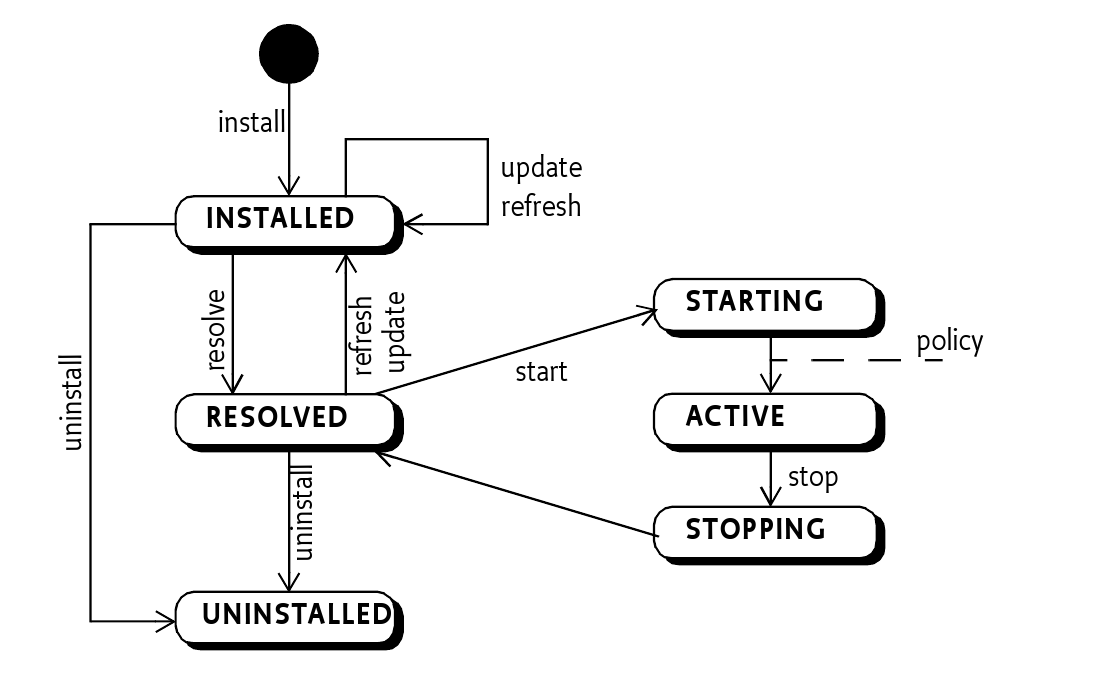 install
update
refresh
INSTALLED
resolve
refresh
update
STARTING
policy
start
uninstall
RESOLVED
ACTIVE
stop
uninstall
STOPPING
UNINSTALLED